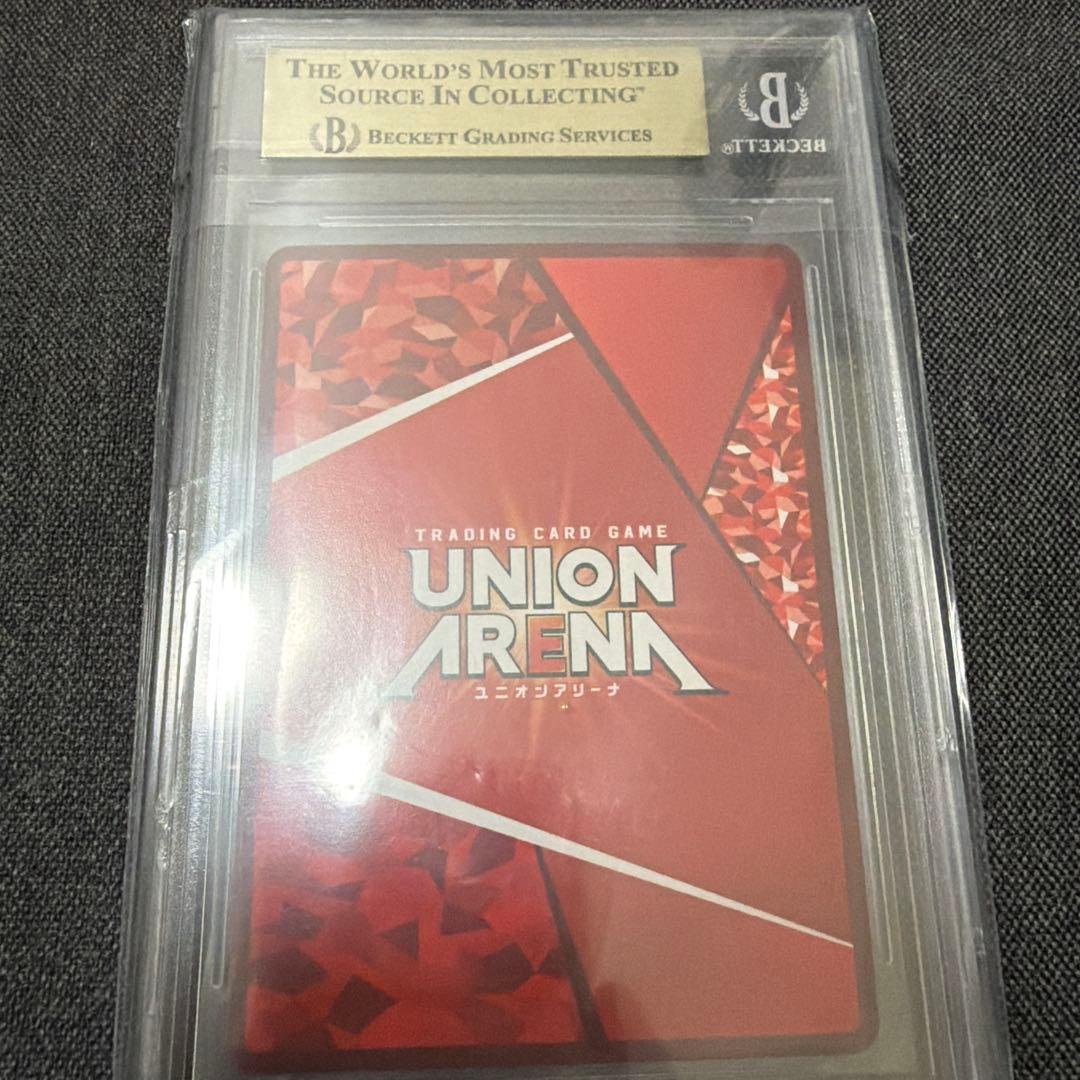 THE WORLD'S MOST TRUSTED
SOURCE IN COLLECTING™
B BECKETT GRADING SERVICES
B
BECKETT®
TRADING CARD GAME
UNION
ARENA
ユニオンアリーナ